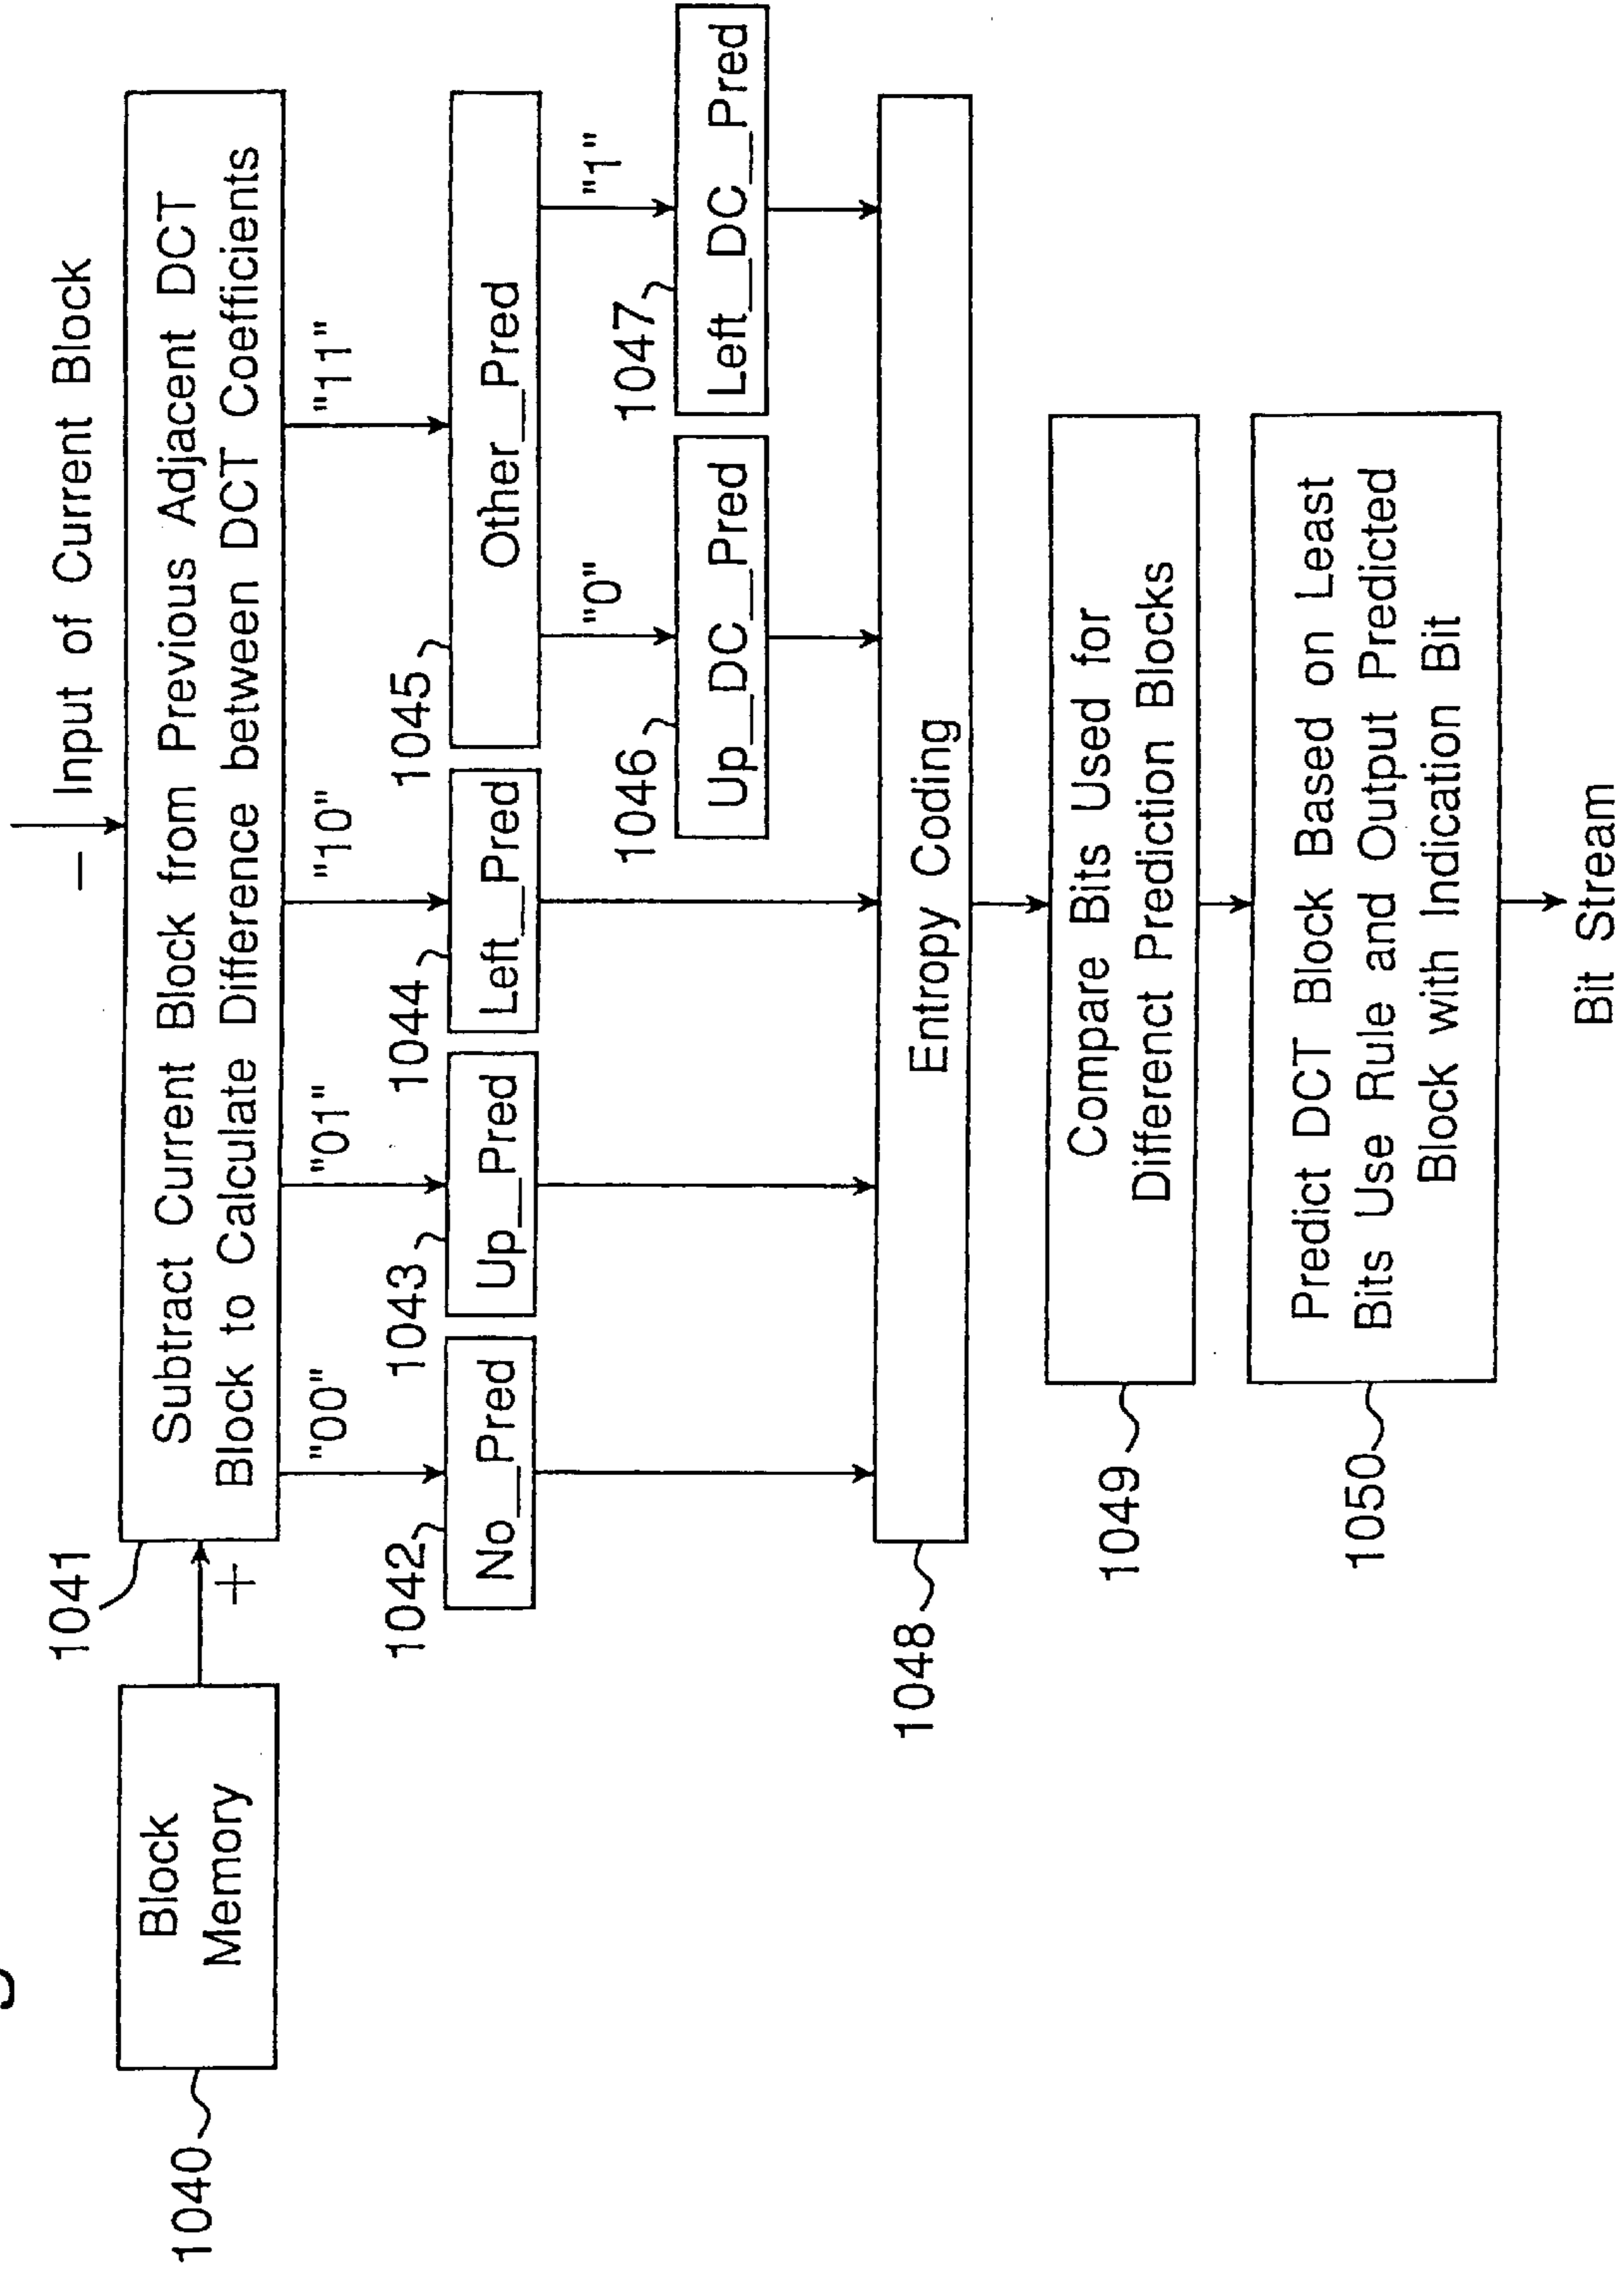 Input of Current Block
−
1041
Subtract Current Block from Previous Adjacent DCT
Block to Calculate Difference between DCT Coefficients
Block
Memory
+
1040
"00"
"01"
"10"
"11"
1042
1043
1044
1045
No_Pred
Up_Pred
Left_Pred
Other_Pred
"0"
"1"
1046
1047
Up_DC_Pred
Left_DC_Pred
1048
Entropy Coding
1049
Compare Bits Used for
Differenct Prediction Blocks
1050
Predict DCT Block Based on Least
Bits Use Rule and Output Predicted
Block with Indication Bit
Bit Stream